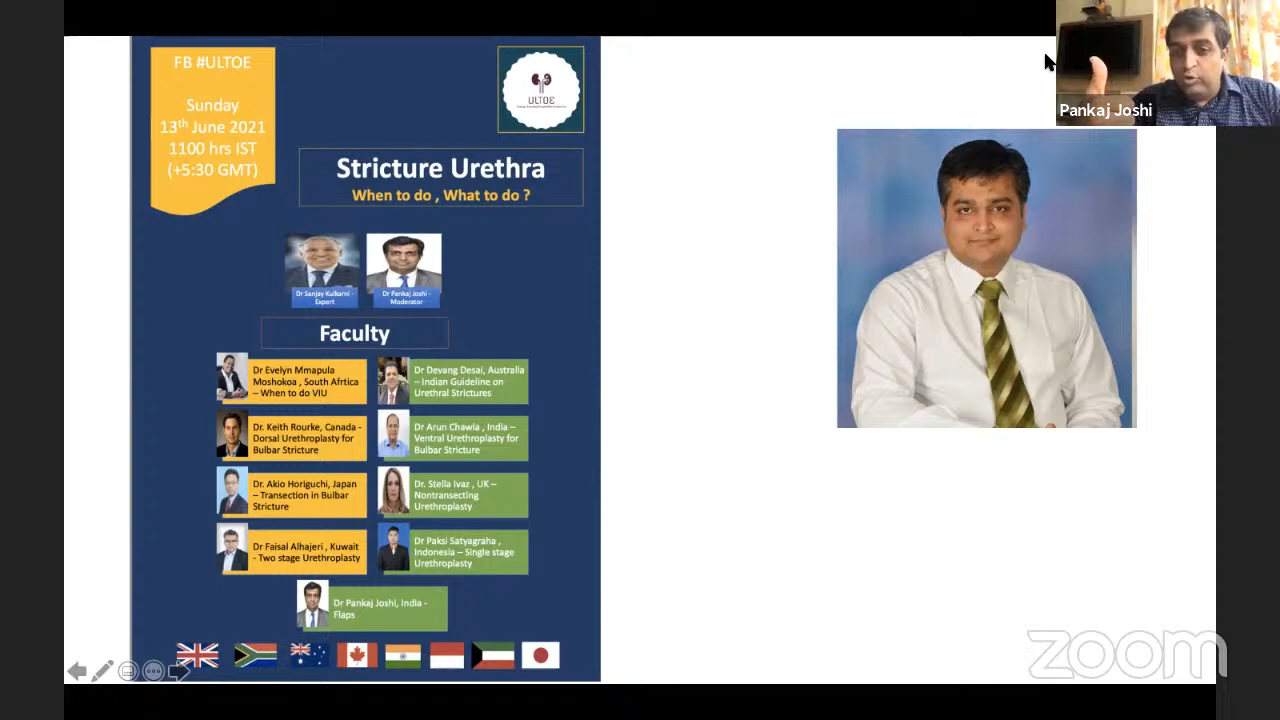 FB #ULTOE
Sunday
13th June 2021
1100 hrs IST
(+5:30 GMT)
ULTOE
Stricture Urethra
When to do , What to do ?
Dr Sanjay Kulkarni -
Expert
Dr Pankaj Joshi -
Moderator
Faculty
Dr Evelyn Mmapula
Moshokoa , South Afrtica
– When to do VIU
Dr Devang Desai, Australia
– Indian Guideline on
Urethral Strictures
Dr. Keith Rourke, Canada -
Dorsal Urethroplasty for
Bulbar Stricture
Dr Arun Chawla , India –
Ventral Urethroplasty for
Bulbar Stricture
Dr. Akio Horiguchi, Japan
– Transection in Bulbar
Stricture
Dr. Stella Ivaz , UK –
Nontransecting
Urethroplasty
Dr Faisal Alhajeri , Kuwait
- Two stage Urethroplasty
Dr Paksi Satyagraha ,
Indonesia – Single stage
Urethroplasty
Dr Pankaj Joshi, India -
Flaps
Pankaj Joshi
zoom